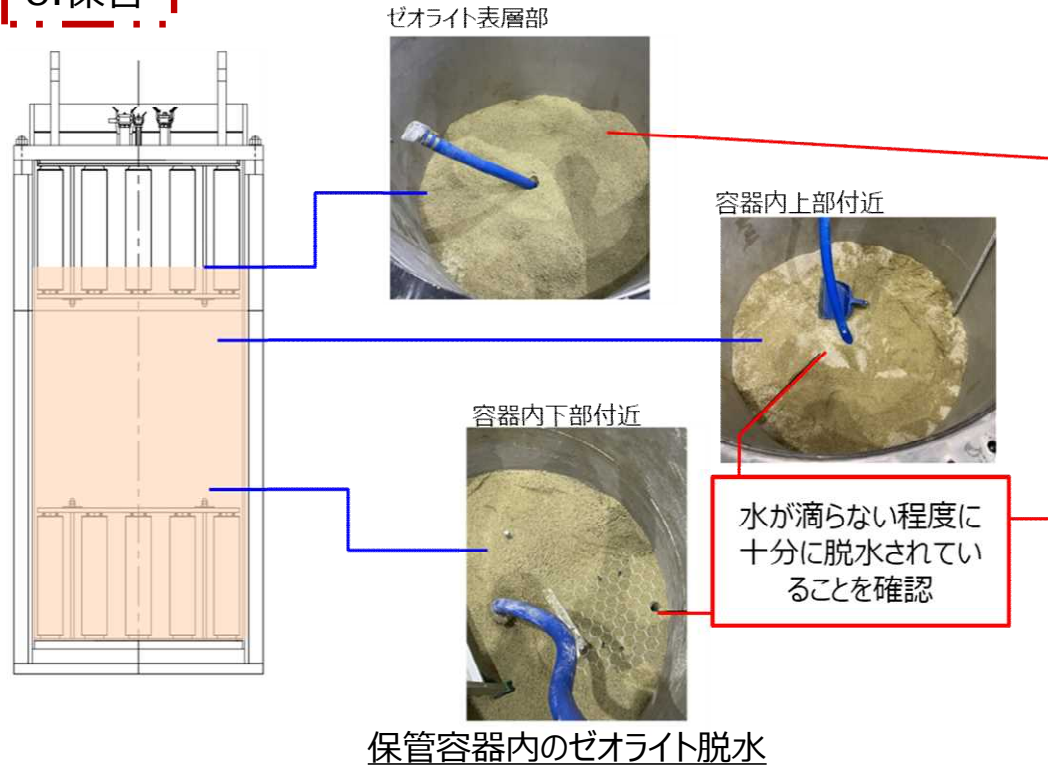 ゼオライト表層部
容器内上部付近
容器内下部付近
水が滴らない程度に
十分に脱水されてい
ることを確認
保管容器内のゼオライト脱水